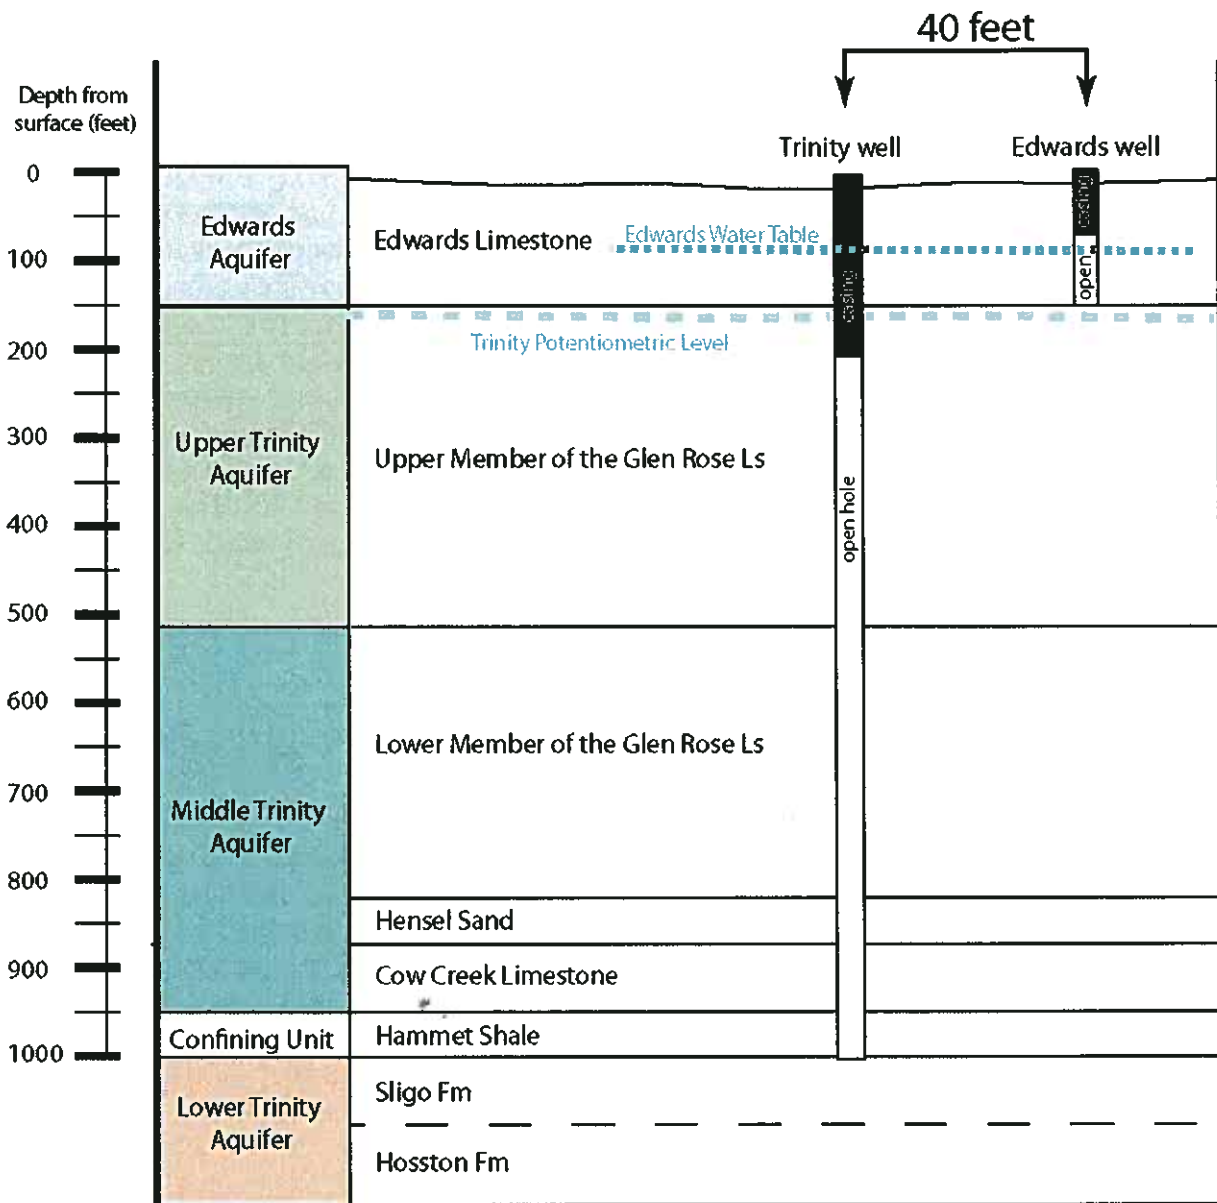 40 feet
Depth from
surface (feet)
Trinity well
Edwards well
0
100
200
300
400
500
600
700
800
900
1000
Edwards
Aquifer
Edwards Limestone
Edwards Water Table
casing
open
casing
Trinity Potentiometric Level
Upper Trinity
Aquifer
Upper Member of the Glen Rose Ls
open hole
Middle Trinity
Aquifer
Lower Member of the Glen Rose Ls
Hensel Sand
Cow Creek Limestone
Confining Unit
Hammet Shale
Lower Trinity
Aquifer
Sligo Fm
Hosston Fm